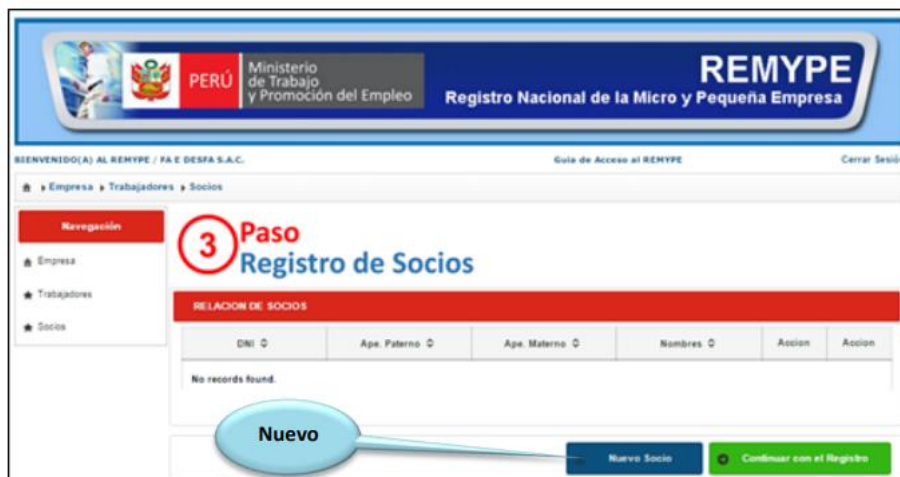 PERÚ
Ministerio
de Trabajo
y Promoción del Empleo
REMYPE
Registro Nacional de la Micro y Pequeña Empresa
BIENVENIDO(A) AL REMYPE / FA E DESFA S.A.C.
Guia de Acceso al REMYPE
Cerrar Sesió
Empresa Trabajadores Socios
Navegación
Empresa
Trabajadores
Socios
3 Paso
Registro de Socios
RELACION DE SOCIOS
DNI Ape. Paterno Ape. Materno Nombres Accion Accion
No records found.
Nuevo
Nuevo Socio
Continuar con el Registro